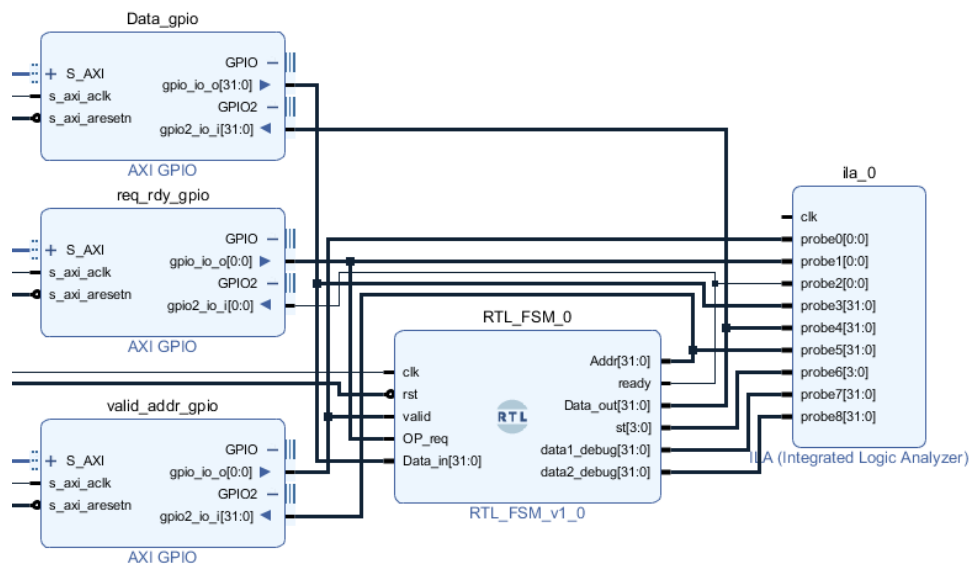 Data_gpio
GPIO
S_AXI
gpio_io_o[31:0]
s_axi_aclk
GPIO2
s_axi_aresetn
gpio2_io_i[31:0]
AXI GPIO
req_rdy_gpio
GPIO
S_AXI
gpio_io_o[0:0]
s_axi_aclk
GPIO2
s_axi_aresetn
gpio2_io_i[0:0]
AXI GPIO
valid_addr_gpio
GPIO
S_AXI
gpio_io_o[0:0]
s_axi_aclk
GPIO2
s_axi_aresetn
gpio2_io_i[31:0]
AXI GPIO
RTL_FSM_0
clk
rst
valid
OP_req
Data_in[31:0]
RTL
Addr[31:0]
ready
Data_out[31:0]
st[3:0]
data1_debug[31:0]
data2_debug[31:0]
RTL_FSM_v1_0
ila_0
clk
probe0[0:0]
probe1[0:0]
probe2[0:0]
probe3[31:0]
probe4[31:0]
probe5[31:0]
probe6[3:0]
probe7[31:0]
probe8[31:0]
ILA (Integrated Logic Analyzer)